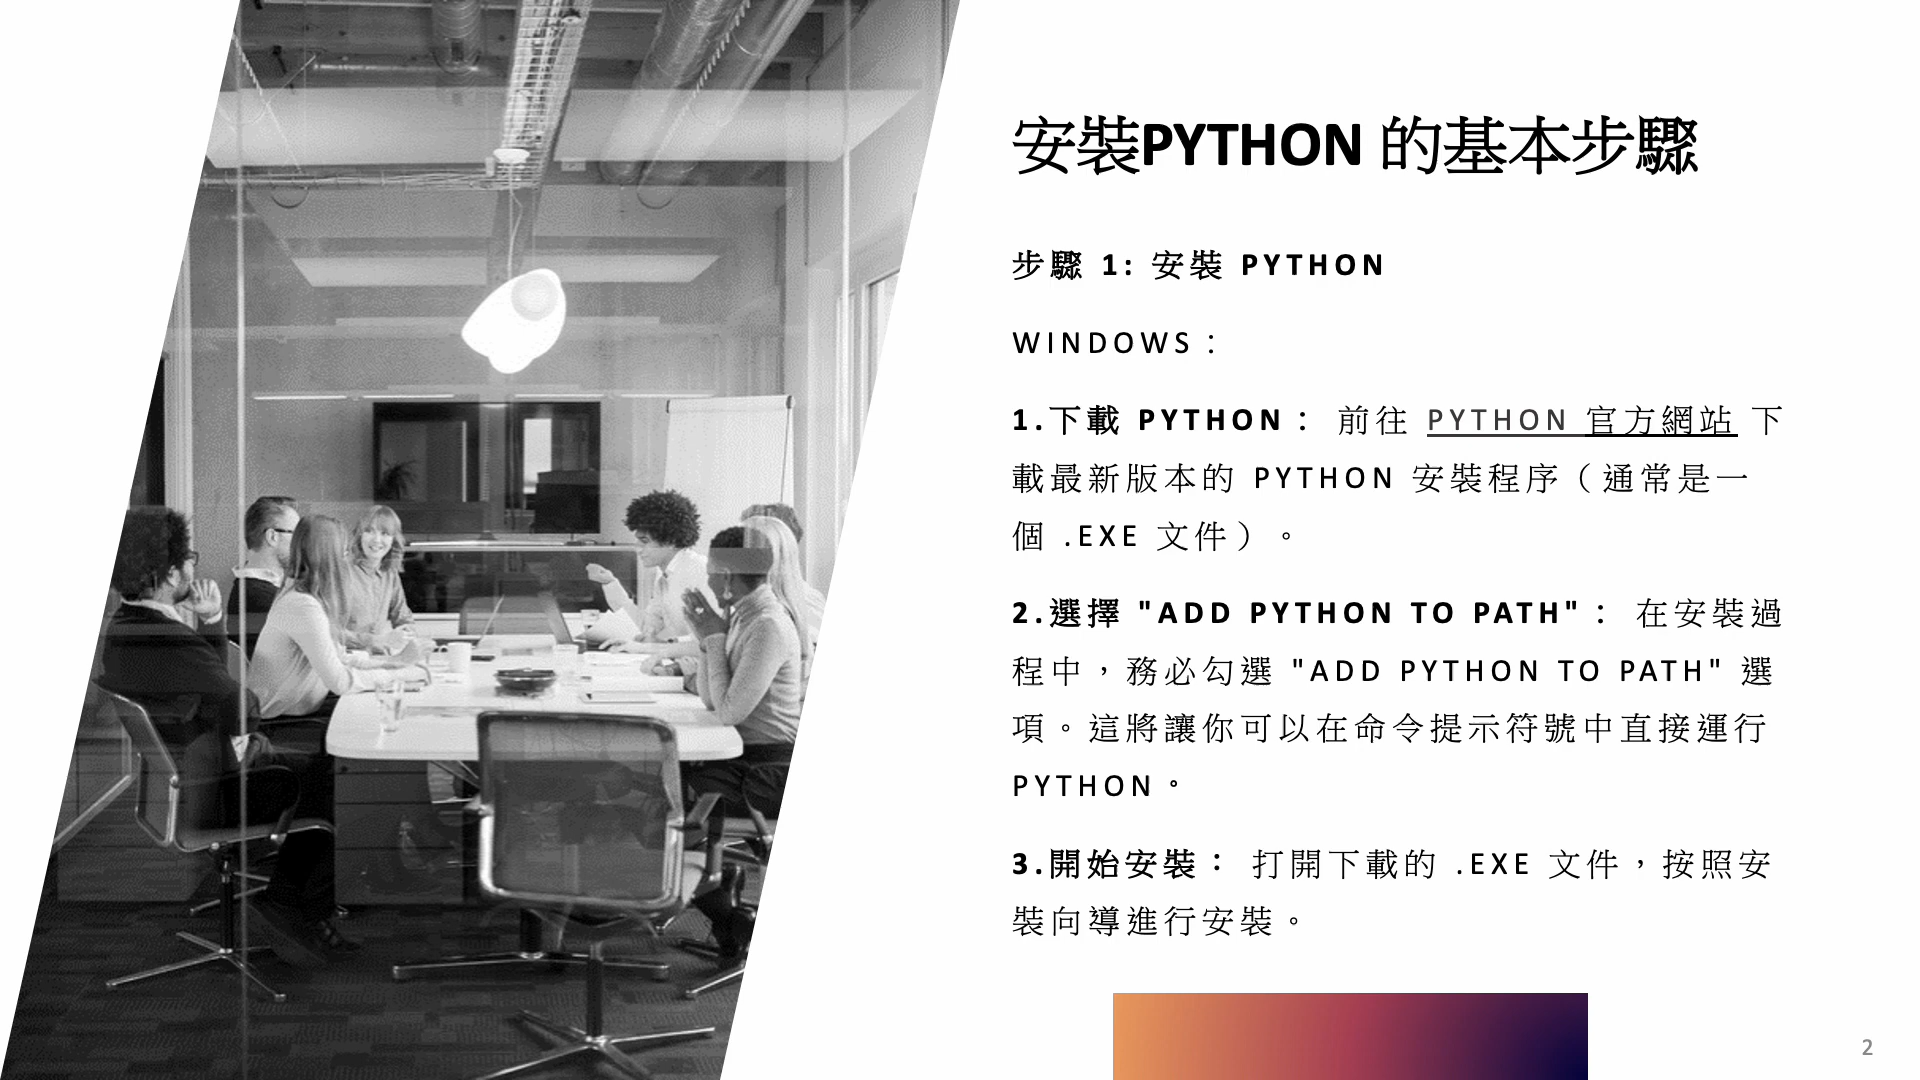 安裝PYTHON 的基本步驟
步驟 1: 安裝 PYTHON
WINDOWS：
1.下載 PYTHON： 前往 PYTHON 官方網站 下
載最新版本的 PYTHON 安裝程序（通常是一
個 .EXE 文件）。
2.選擇 "ADD PYTHON TO PATH"： 在安裝過
程中，務必勾選 "ADD PYTHON TO PATH" 選
項。這將讓你可以在命令提示符號中直接運行
PYTHON。
3.開始安裝： 打開下載的 .EXE 文件，按照安
裝向導進行安裝。
2